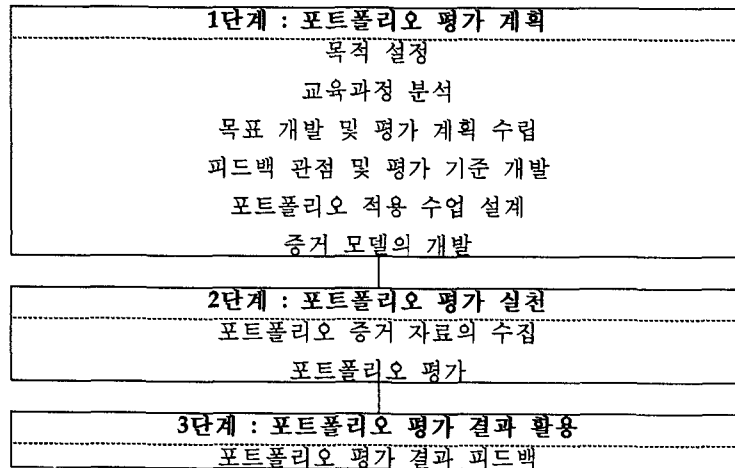 1단계 : 포트폴리오 평가 계획
목적 설정
교육과정 분석
목표 개발 및 평가 계획 수립
피드백 관점 및 평가 기준 개발
포트폴리오 적용 수업 설계
증거 모델의 개발
2단계 : 포트폴리오 평가 실천
포트폴리오 증거 자료의 수집
포트폴리오 평가
3단계 : 포트폴리오 평가 결과 활용
포트폴리오 평가 결과 피드백